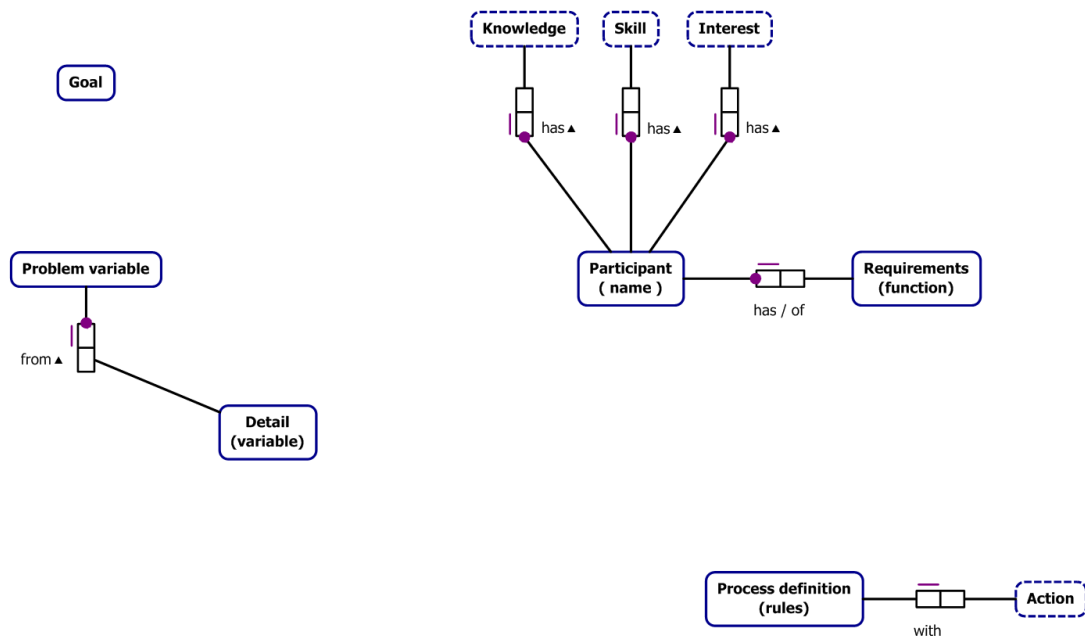 Knowledge
Skill
Interest
Goal
has ▲
has ▲
has ▲
Problem variable
Participant
( name )
Requirements
(function)
has / of
from ▲
Detail
(variable)
Process definition
(rules)
Action
with